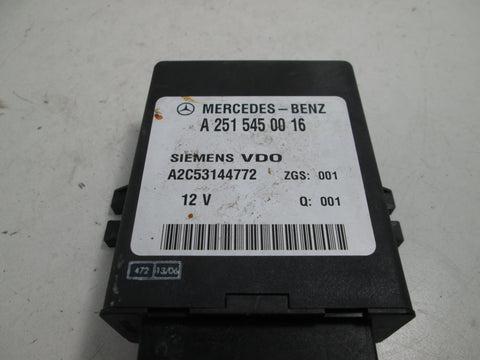 MERCEDES-BENZ
A 251 545 00 16
SIEMENS VDO
A2C53144772 ZGS: 001
12 V Q: 001
472 13/06